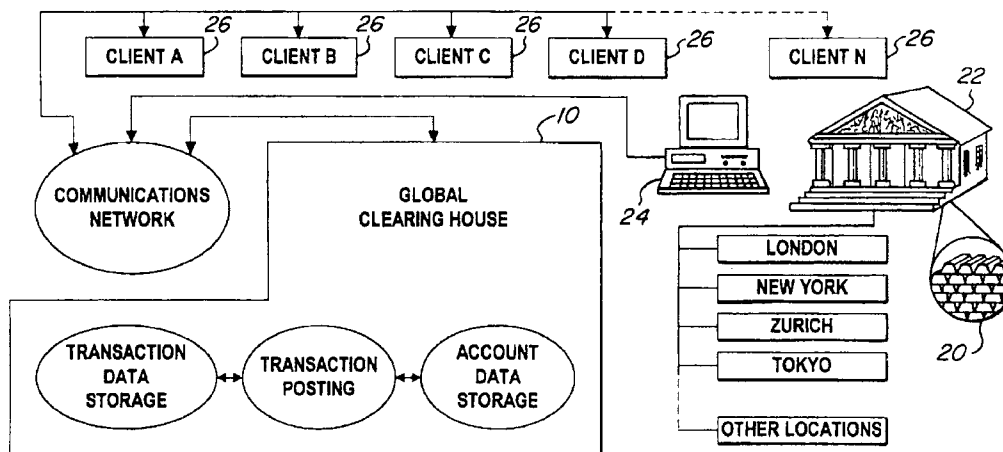 26 26 26 26 26
CLIENT A CLIENT B CLIENT C CLIENT D CLIENT N
22
10
COMMUNICATIONS
NETWORK
GLOBAL
CLEARING HOUSE
24
LONDON
NEW YORK
ZURICH
TOKYO
OTHER LOCATIONS
20
TRANSACTION
DATA
STORAGE
TRANSACTION
POSTING
ACCOUNT
DATA
STORAGE